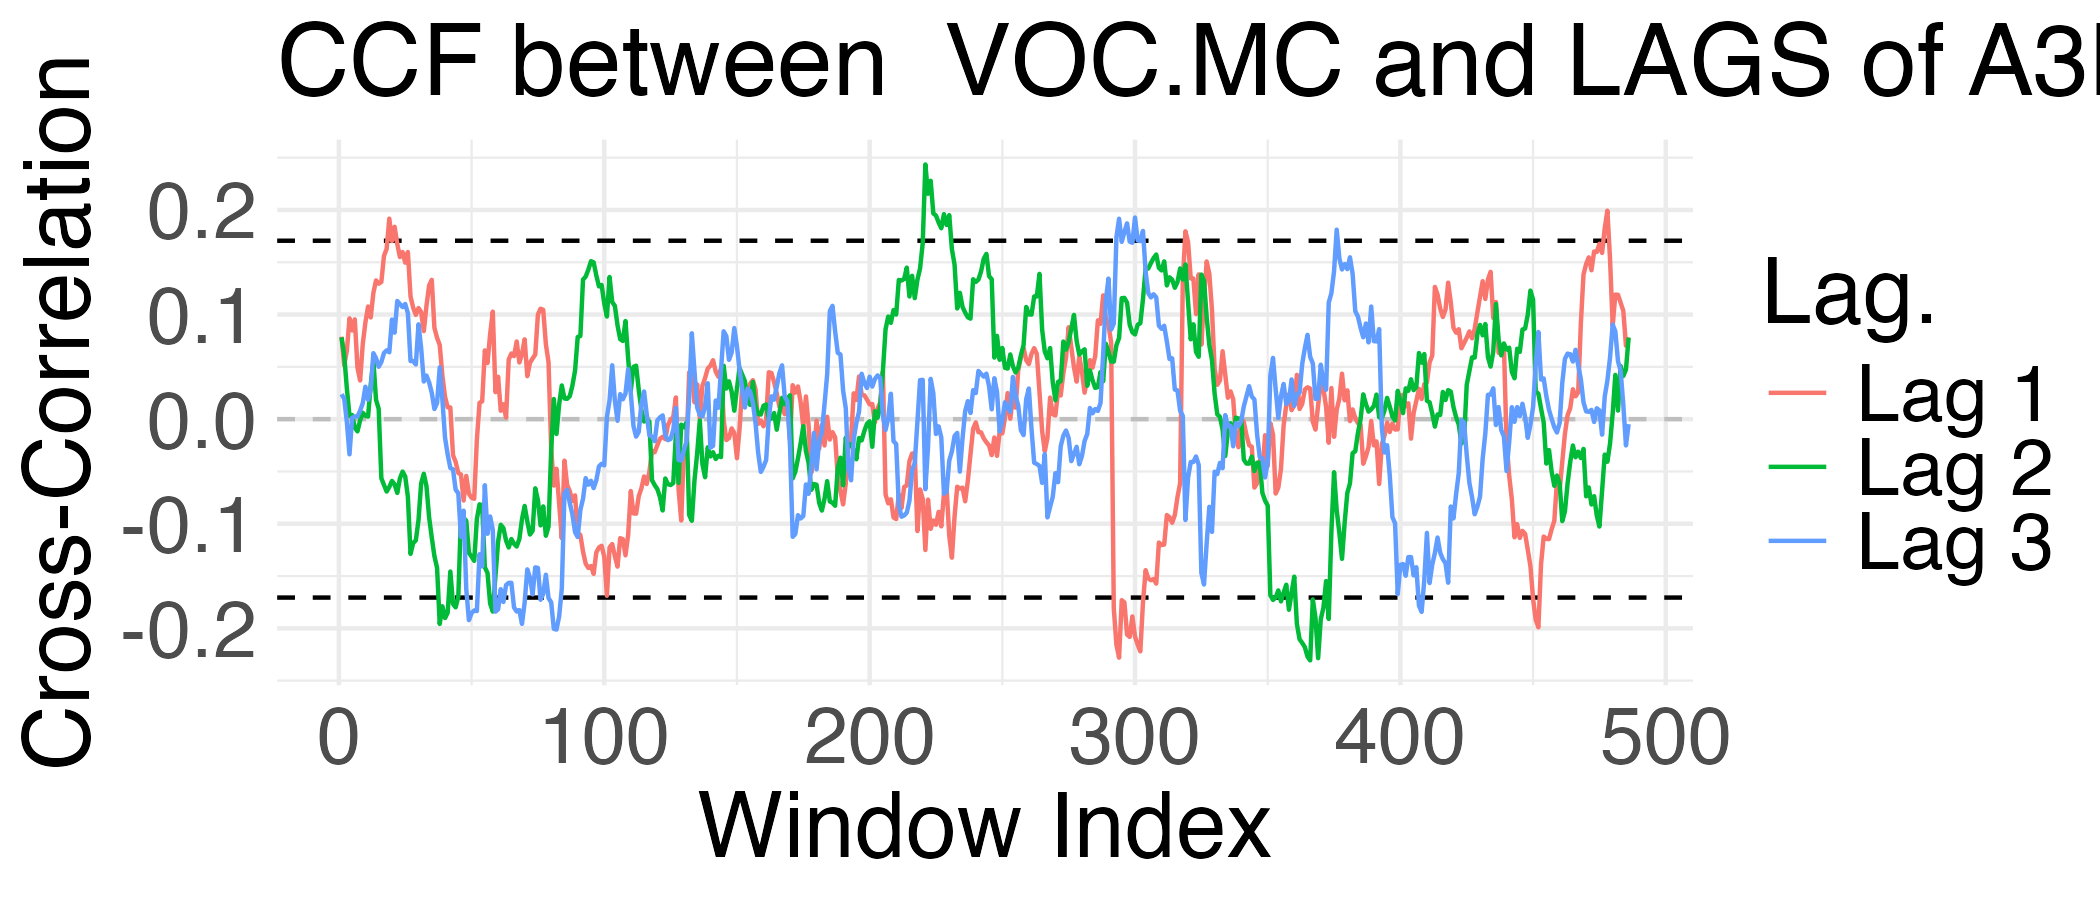 CCF between VOC.MC and LAGS of A3
Cross-Correlation
0.2
0.1
0.0
-0.1
-0.2
0 100 200 300 400 500
Window Index
Lag.
Lag 1
Lag 2
Lag 3